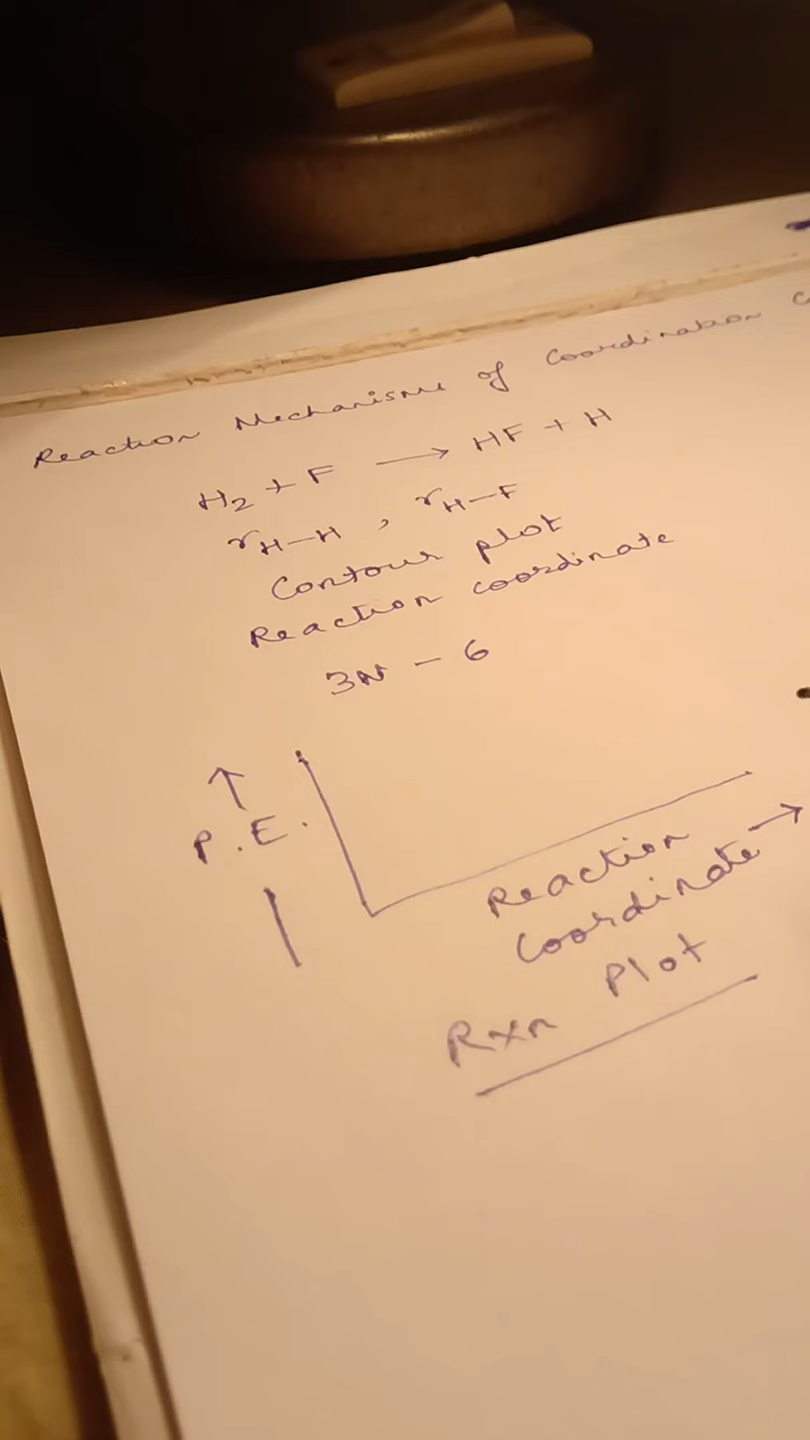 Reaction Mechanisms of Coordination
H2 + F → HF + H
rH-H , rH-F
Contour plot
Reaction coordinate
3N - 6
↑
P.E.
Reaction
Coordinate →
Rxn Plot